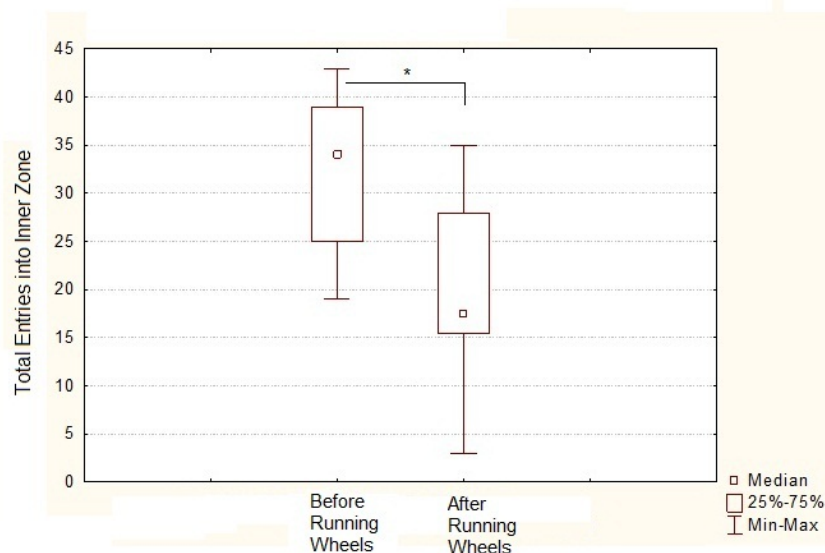 45
40
35
30
25
20
15
10
5
0
Total Entries into Inner Zone
*
Before
Running
Wheels
After
Running
Wheels
Median
25%-75%
Min-Max